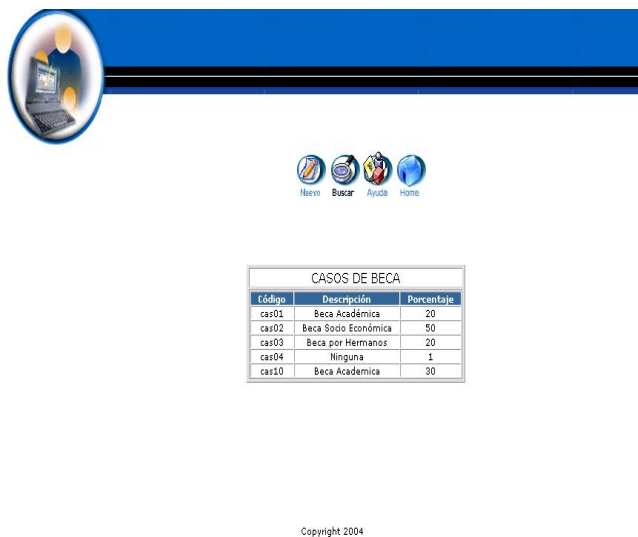 Nuevo Buscar Ayuda Home
CASOS DE BECA
Código Descripción Porcentaje
cas01 Beca Académica 20
cas02 Beca Socio Económica 50
cas03 Beca por Hermanos 20
cas04 Ninguna 1
cas10 Beca Academica 30
Copyright 2004